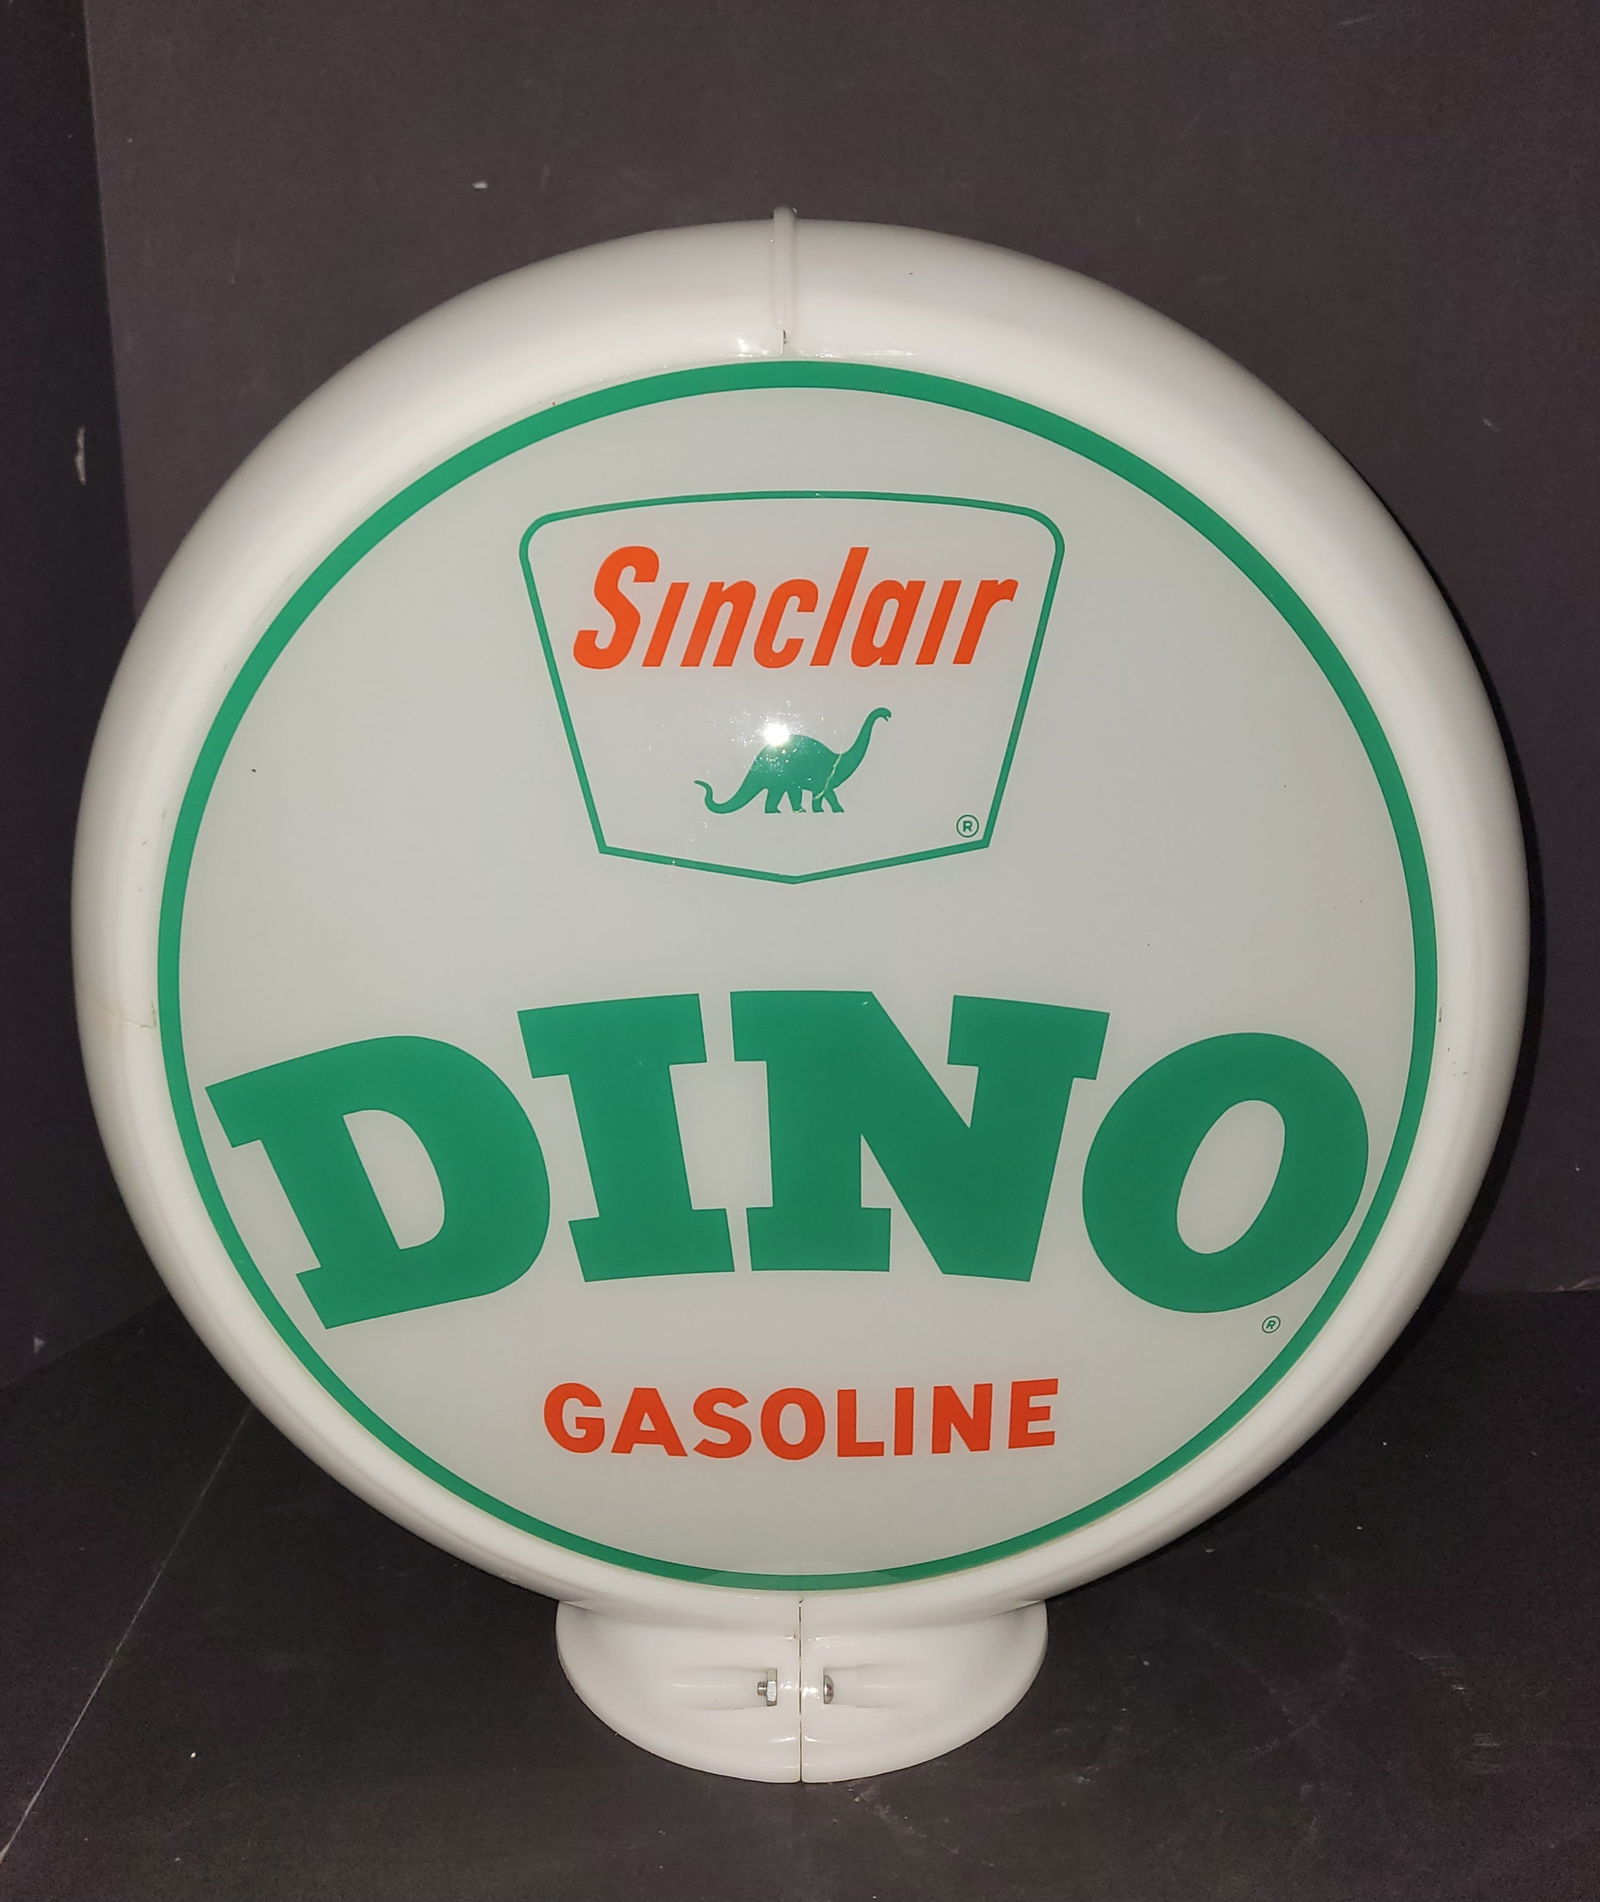 Sinclair
®
DINO
®
GASOLINE